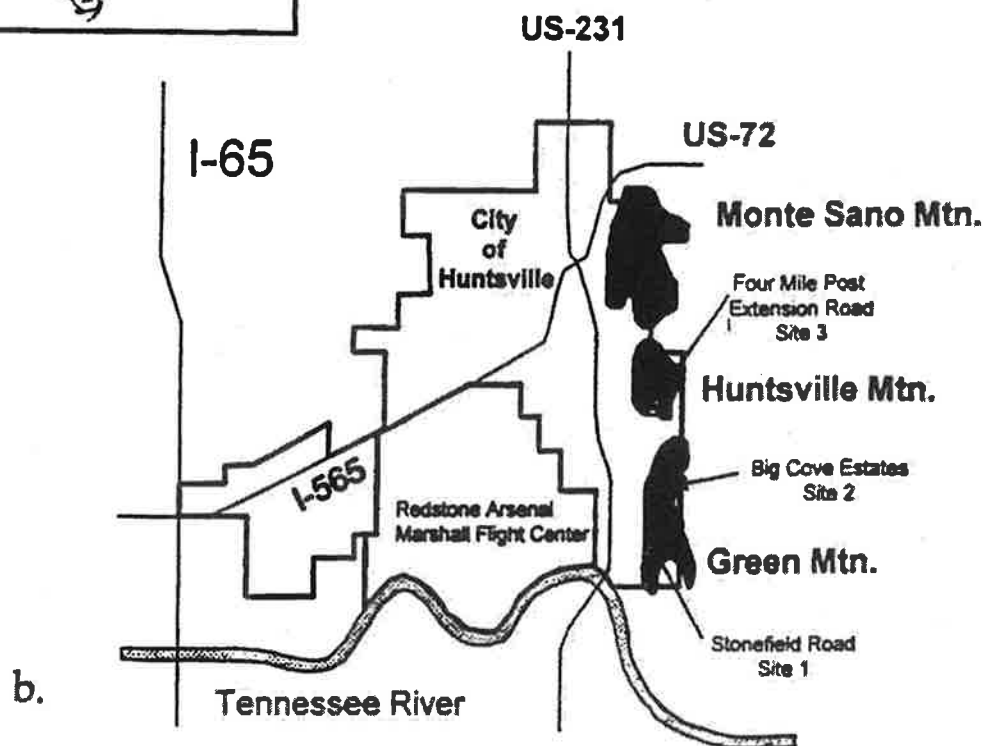 US-231
US-72
I-65
City
of
Huntsville
Monte Sano Mtn.
Four Mile Post
Extension Road
Site 3
Huntsville Mtn.
Big Cove Estates
Site 2
I-565
Redstone Arsenal
Marshall Flight Center
Green Mtn.
Stonefield Road
Site 1
b.
Tennessee River